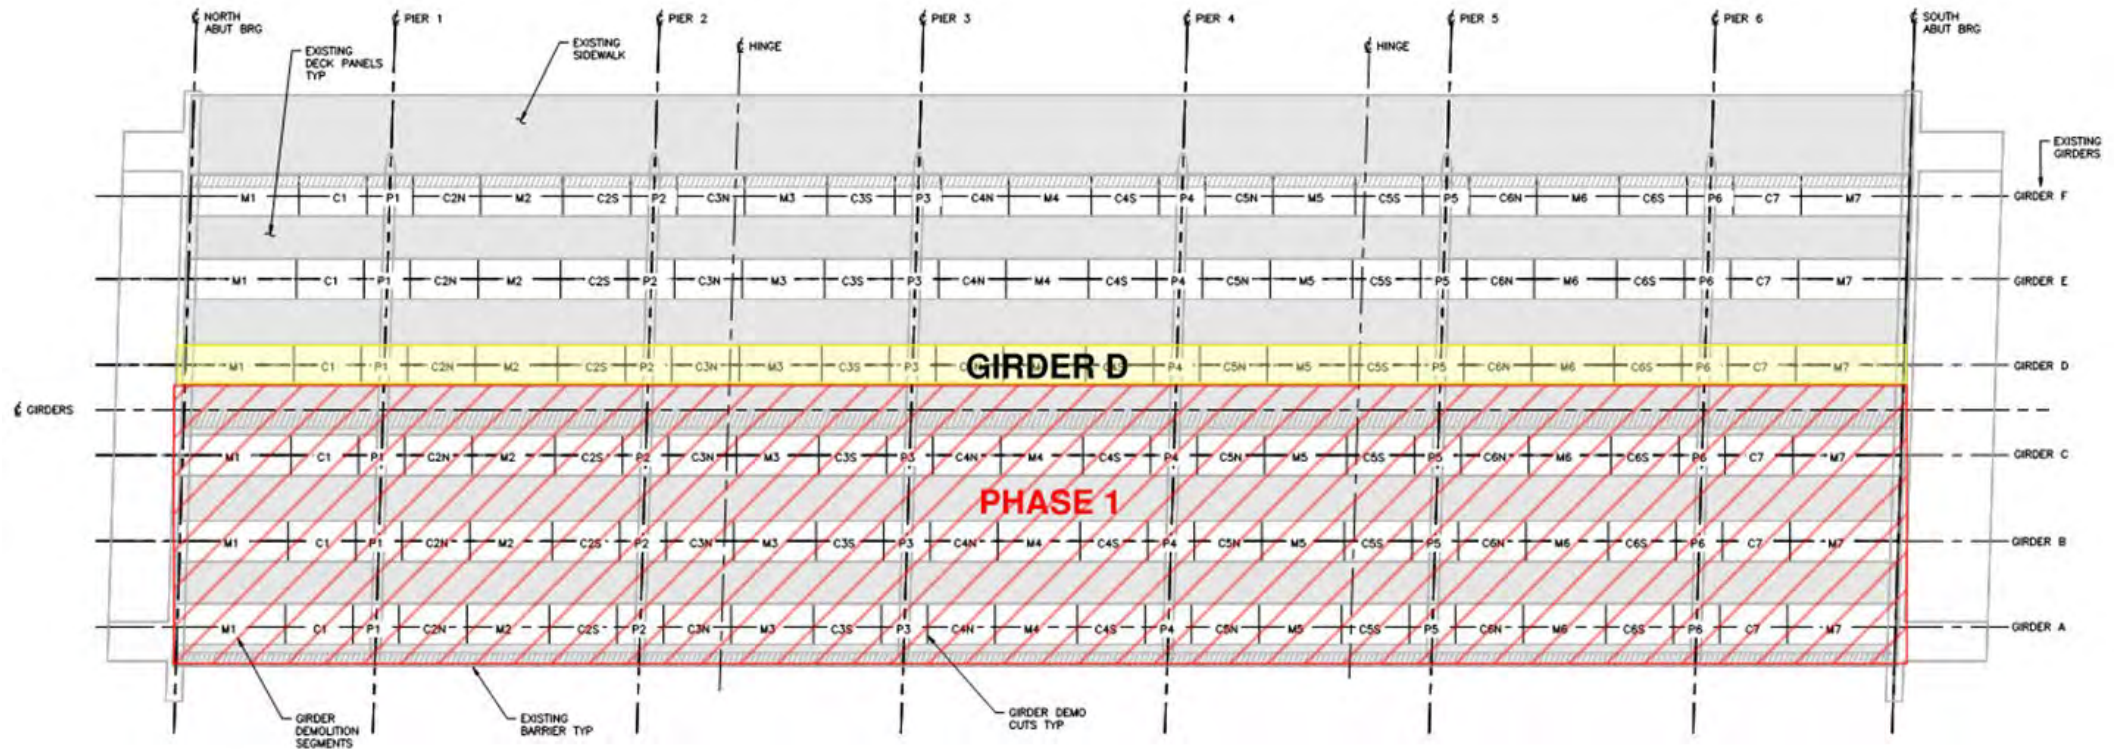 ℄ NORTH
ABUT BRG
℄ PIER 1
℄ PIER 2
℄ HINGE
℄ PIER 3
℄ PIER 4
℄ HINGE
℄ PIER 5
℄ PIER 6
℄ SOUTH
ABUT BRG
EXISTING
DECK PANELS
TYP
EXISTING
SIDEWALK
EXISTING
GIRDERS
M1 C1 P1 C2N M2 C2S P2 C3N M3 C3S P3 C4N M4 C4S P4 C5N M5 C5S P5 C6N M6 C6S P6 C7 M7 GIRDER F
M1 C1 P1 C2N M2 C2S P2 C3N M3 C3S P3 C4N M4 C4S P4 C5N M5 C5S P5 C6N M6 C6S P6 C7 M7 GIRDER E
M1 C1 P1 C2N M2 C2S P2 C3N M3 C3S P3 GIRDER D P4 C5N M5 C5S P5 C6N M6 C6S P6 C7 M7 GIRDER D
℄ GIRDERS
M1 C1 P1 C2N M2 C2S P2 C3N M3 C3S P3 C4N M4 C4S P4 C5N M5 C5S P5 C6N M6 C6S P6 C7 M7 GIRDER C
PHASE 1
M1 C1 P1 C2N M2 C2S P2 C3N M3 C3S P3 C4N M4 C4S P4 C5N M5 C5S P5 C6N M6 C6S P6 C7 M7 GIRDER B
M1 C1 P1 C2N M2 C2S P2 C3N M3 C3S P3 C4N M4 C4S P4 C5N M5 C5S P5 C6N M6 C6S P6 C7 M7 GIRDER A
GIRDER
DEMOLITION
SEGMENTS
EXISTING
BARRIER TYP
GIRDER DEMO
CUTS TYP